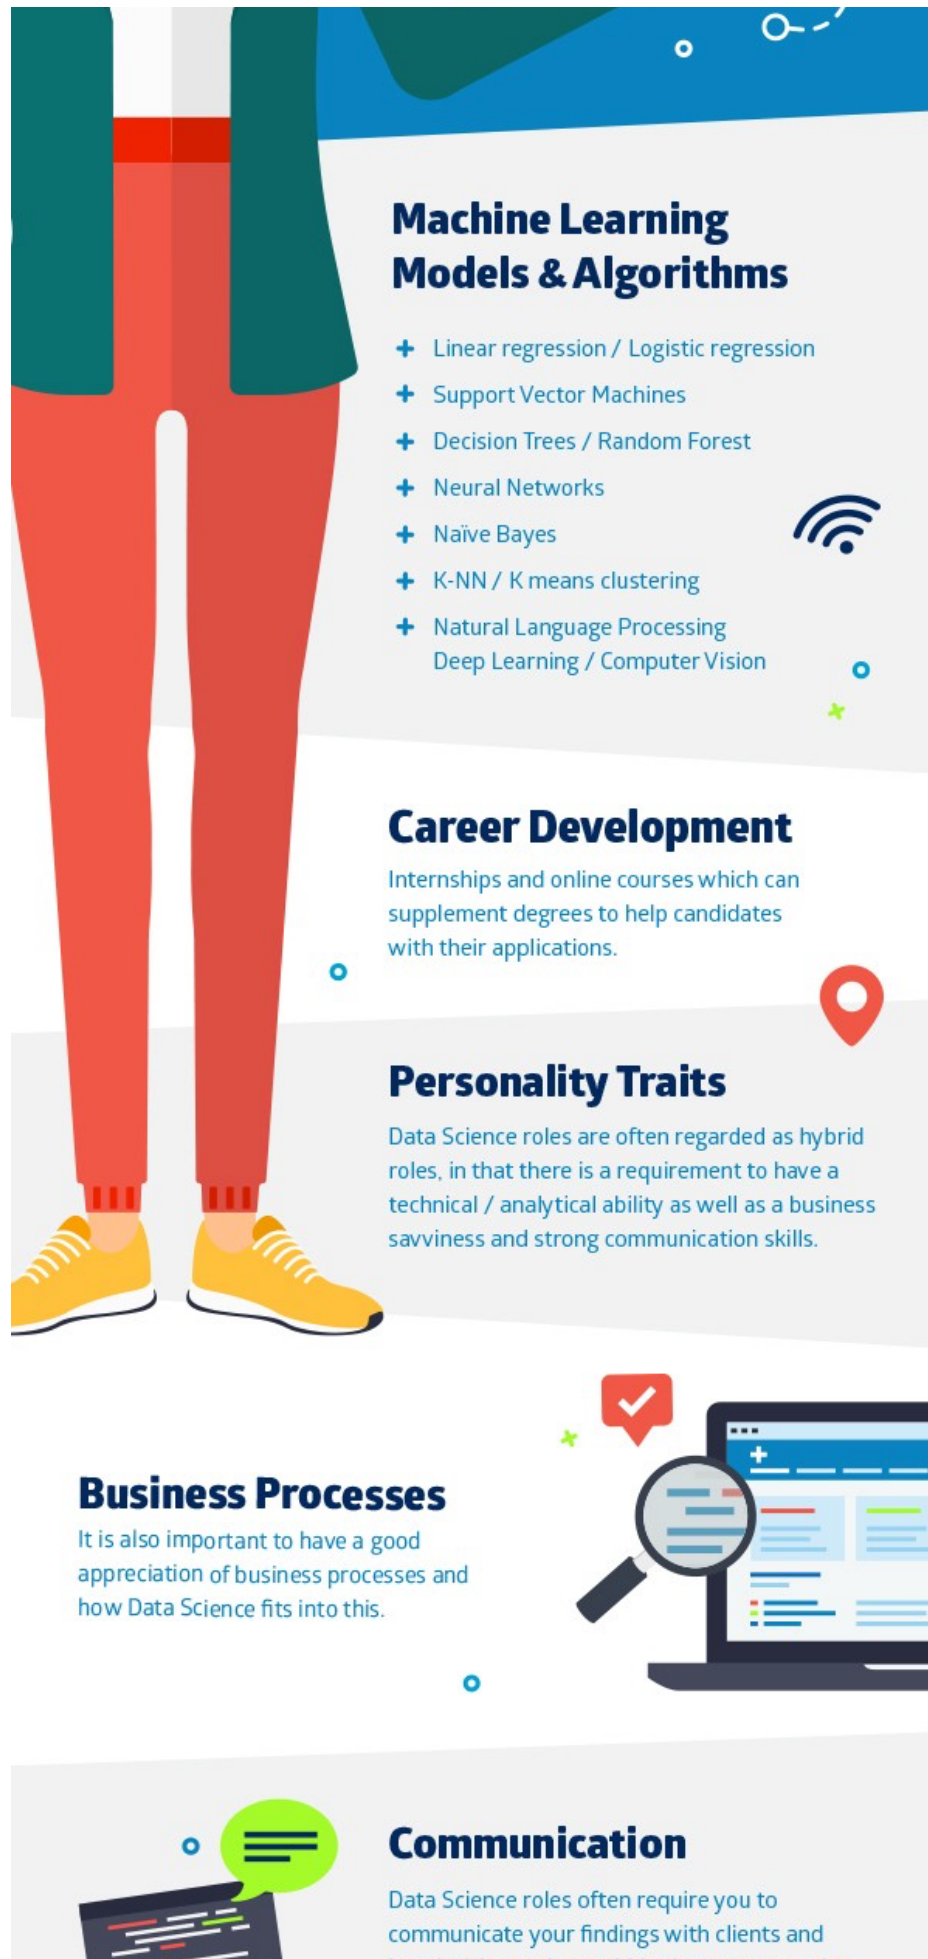 Machine Learning
Models & Algorithms
Linear regression / Logistic regression
Support Vector Machines
Decision Trees / Random Forest
Neural Networks
Naïve Bayes
K-NN / K means clustering
Natural Language Processing
Deep Learning / Computer Vision
Career Development
Internships and online courses which can
supplement degrees to help candidates
with their applications.
Personality Traits
Data Science roles are often regarded as hybrid
roles, in that there is a requirement to have a
technical / analytical ability as well as a business
savviness and strong communication skills.
Business Processes
It is also important to have a good
appreciation of business processes and
how Data Science fits into this.
Communication
Data Science roles often require you to
communicate your findings with clients and